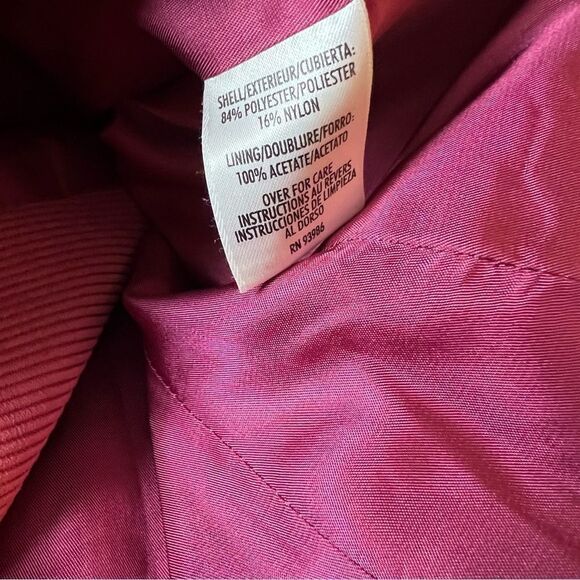 SHELL/EXTERIEUR/CUBIERTA:
84% POLYESTER/POLIESTER
16% NYLON
LINING/DOUBLURE/FORRO:
100% ACETATE/ACETATO
OVER FOR CARE
INSTRUCTIONS AU REVERS
INSTRUCCIONES DE LIMPIEZA
AL DORSO
RN 93986